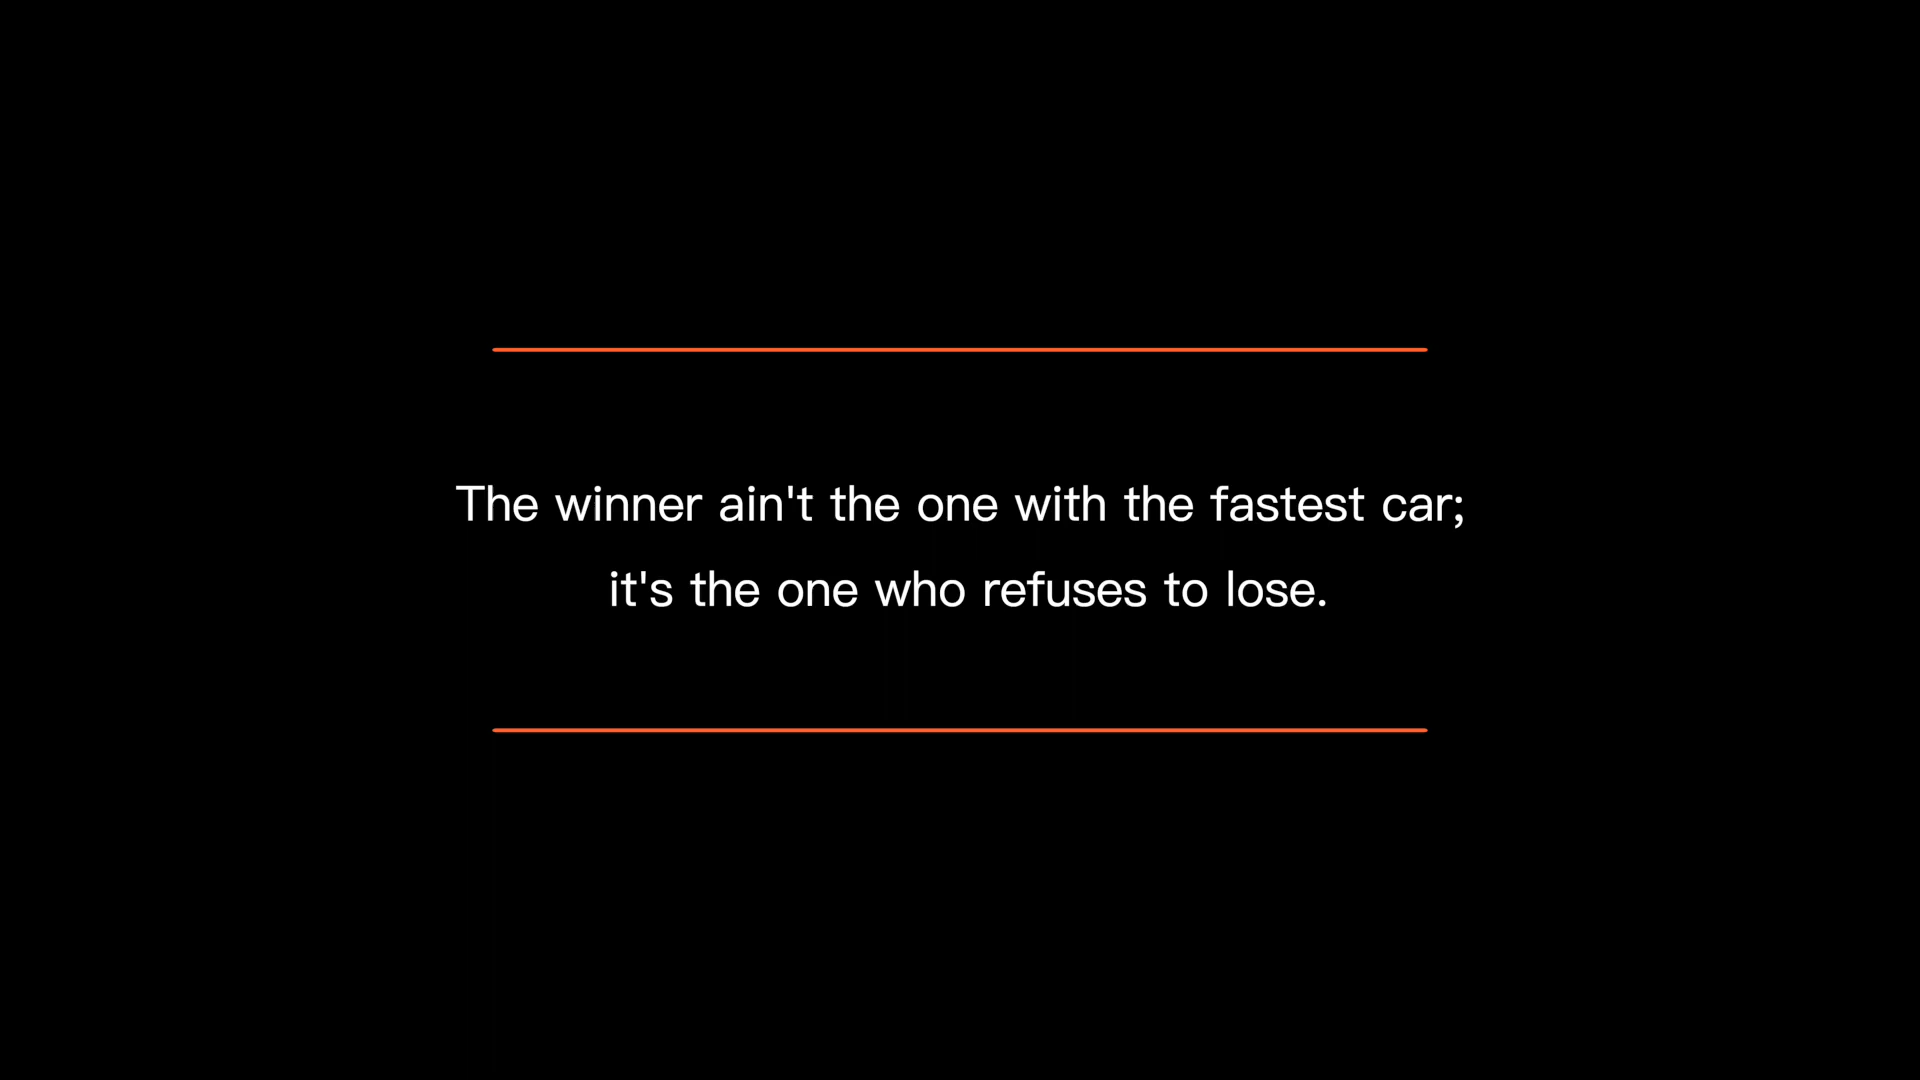 The winner ain't the one with the fastest car;
it's the one who refuses to lose.